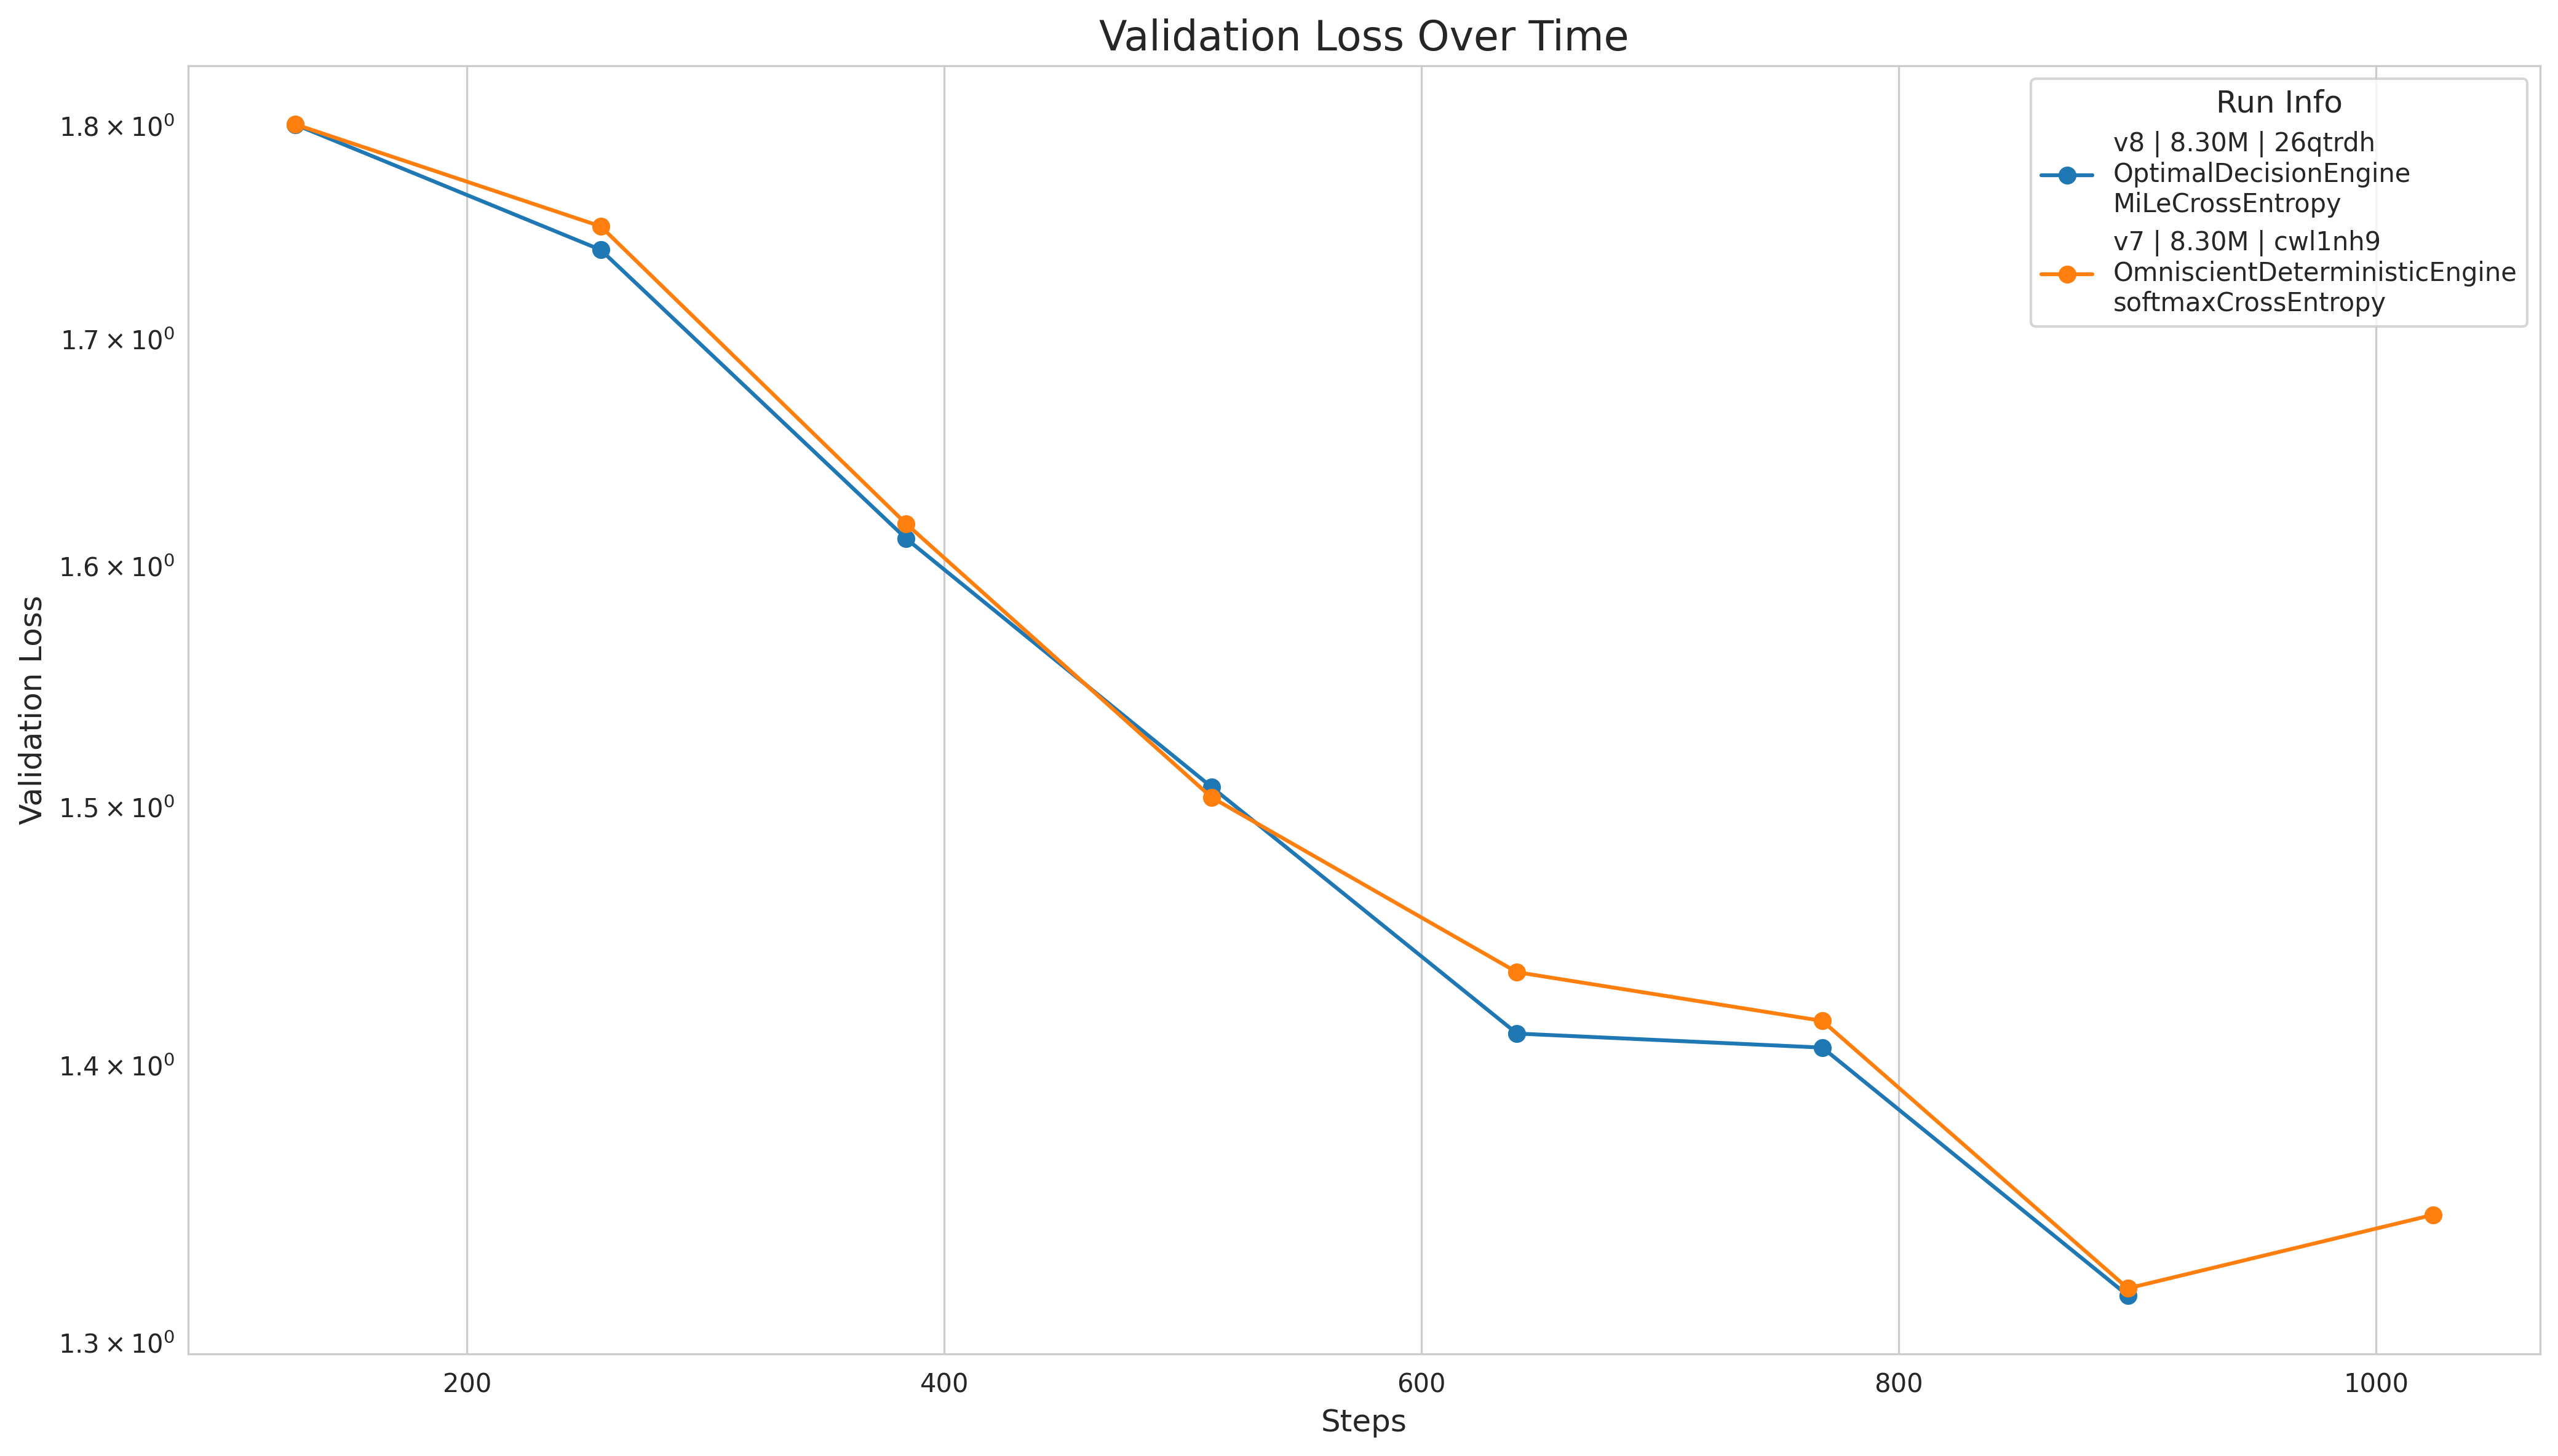 Validation Loss Over Time
Run Info
v8 | 8.30M | 26qtrdh
OptimalDecisionEngine
MiLeCrossEntropy
v7 | 8.30M | cwl1nh9
OmniscientDeterministicEngine
softmaxCrossEntropy
Validation Loss
1.8 × 10⁰
1.7 × 10⁰
1.6 × 10⁰
1.5 × 10⁰
1.4 × 10⁰
1.3 × 10⁰
200 400 600 800 1000
Steps